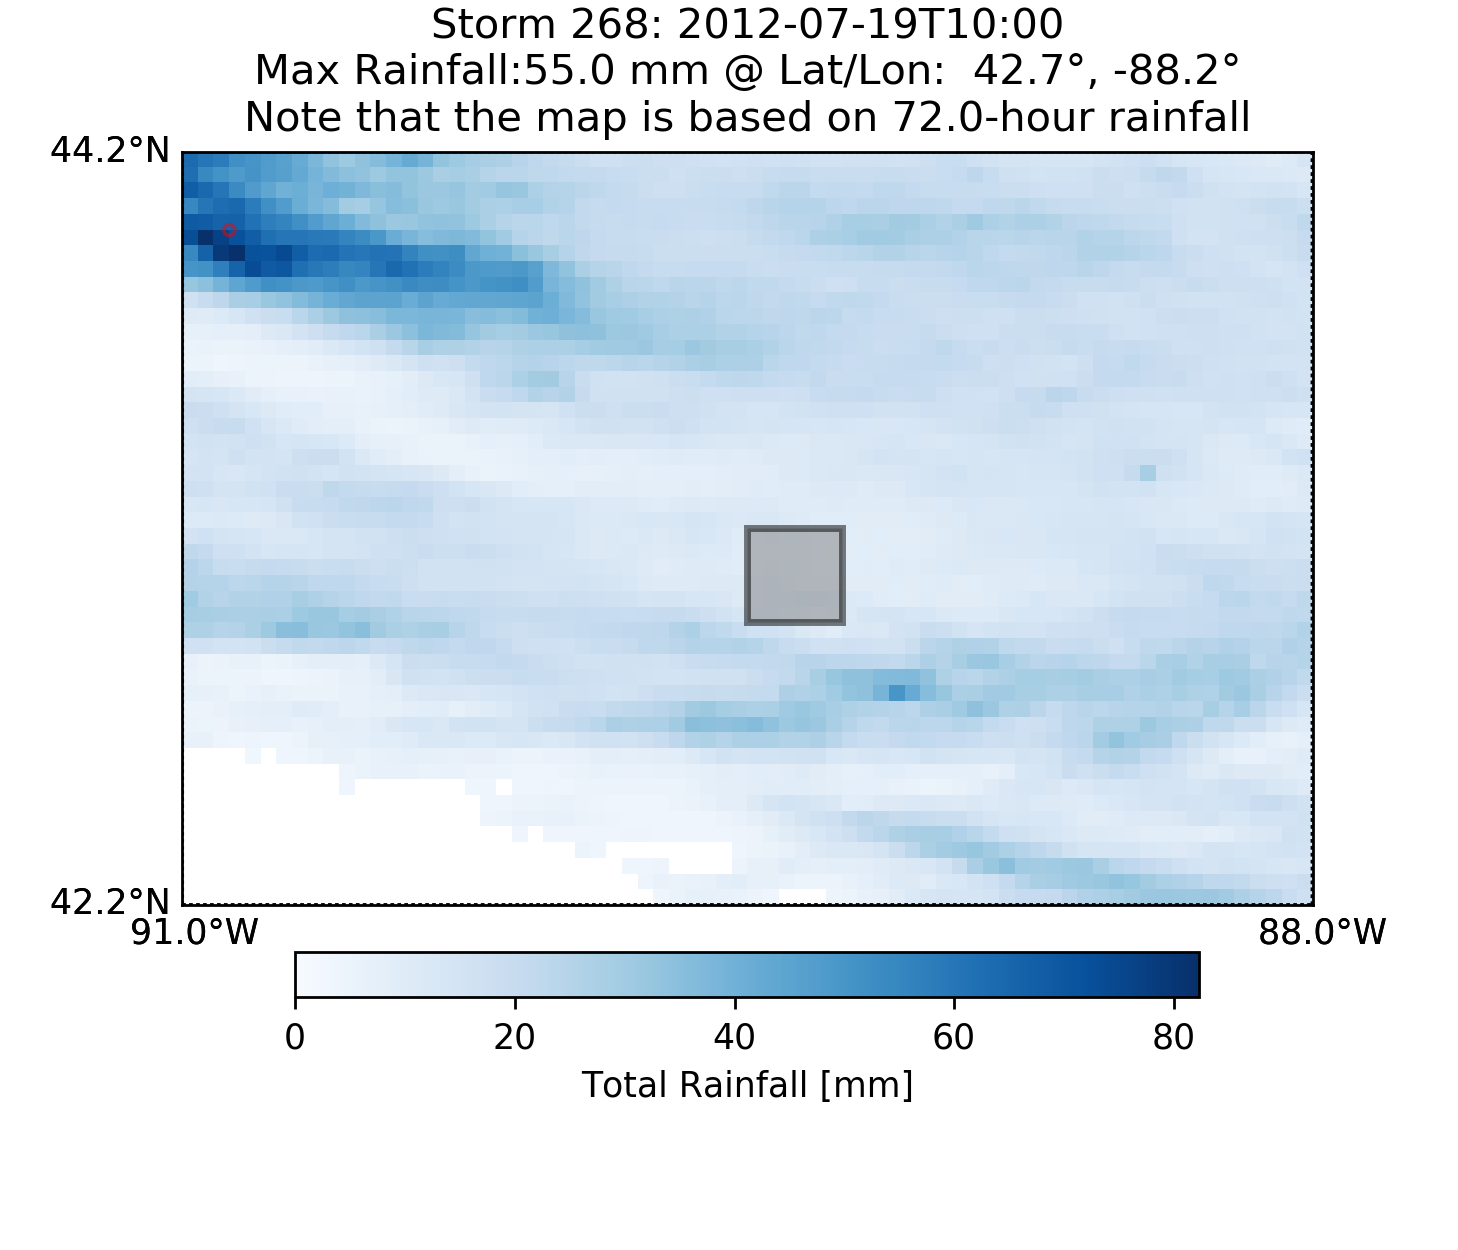 Storm 268: 2012-07-19T10:00
Max Rainfall:55.0 mm @ Lat/Lon:  42.7°, -88.2°
Note that the map is based on 72.0-hour rainfall
44.2°N
42.2°N
91.0°W 88.0°W
0 20 40 60 80
Total Rainfall [mm]